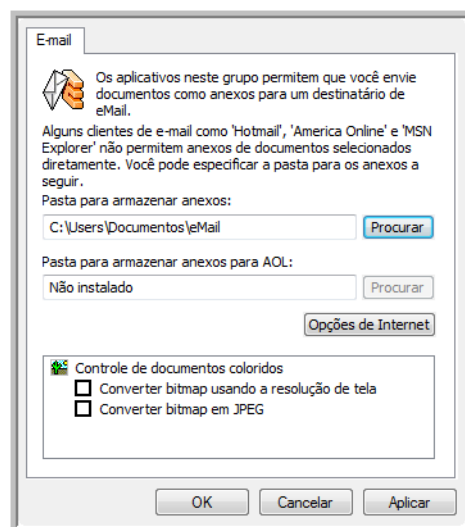 E-mail
Os aplicativos neste grupo permitem que você envie
documentos como anexos para um destinatário de
eMail.
Alguns clientes de e-mail como 'Hotmail', 'America Online' e 'MSN
Explorer' não permitem anexos de documentos selecionados
diretamente. Você pode especificar a pasta para os anexos a
seguir.
Pasta para armazenar anexos:
C:\Users\Documentos\eMail Procurar
Pasta para armazenar anexos para AOL:
Não instalado Procurar
Opções de Internet
Controle de documentos coloridos
Converter bitmap usando a resolução de tela
Converter bitmap em JPEG
OK Cancelar Aplicar